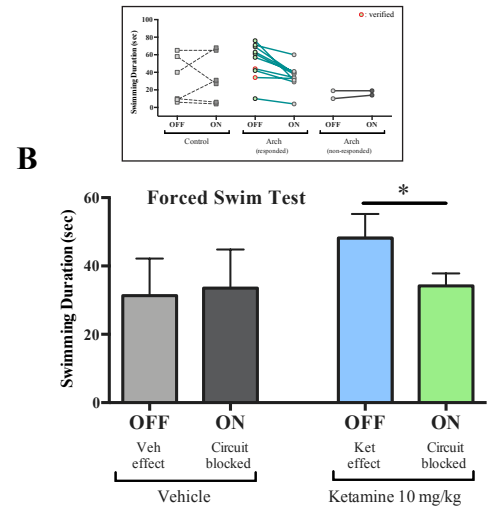 : verified
Swimming Duration (sec)
80
60
40
20
0
OFF ON OFF ON OFF ON
Control Arch Arch
(responded) (non-responded)
B
Forced Swim Test
*
Swimming Duration (sec)
60
40
20
0
OFF ON OFF ON
Veh Circuit Ket Circuit
effect blocked effect blocked
Vehicle Ketamine 10 mg/kg